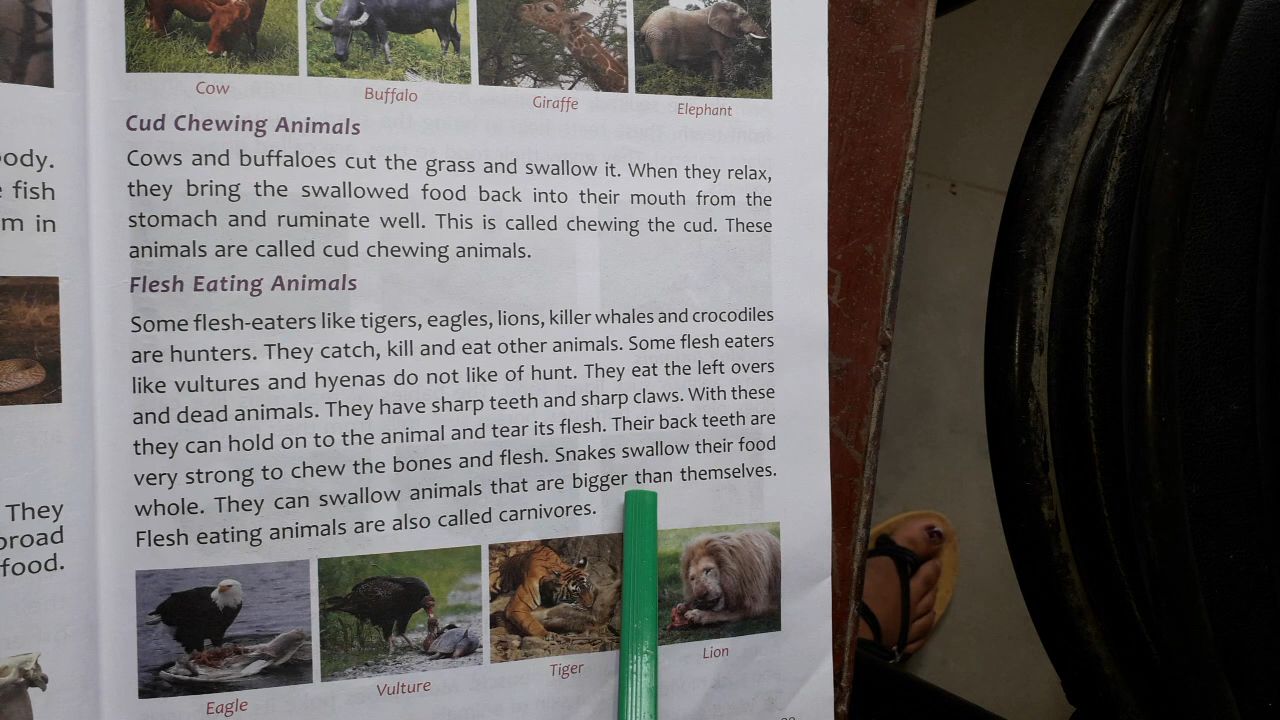 Cow Buffalo Giraffe Elephant
Cud Chewing Animals
Cows and buffaloes cut the grass and swallow it. When they relax,
they bring the swallowed food back into their mouth from the
stomach and ruminate well. This is called chewing the cud. These
animals are called cud chewing animals.
Flesh Eating Animals
Some flesh-eaters like tigers, eagles, lions, killer whales and crocodiles
are hunters. They catch, kill and eat other animals. Some flesh eaters
like vultures and hyenas do not like of hunt. They eat the left overs
and dead animals. They have sharp teeth and sharp claws. With these
they can hold on to the animal and tear its flesh. Their back teeth are
very strong to chew the bones and flesh. Snakes swallow their food
whole. They can swallow animals that are bigger than themselves.
Flesh eating animals are also called carnivores.
Eagle Vulture Tiger Lion
fish
m in
They
food.